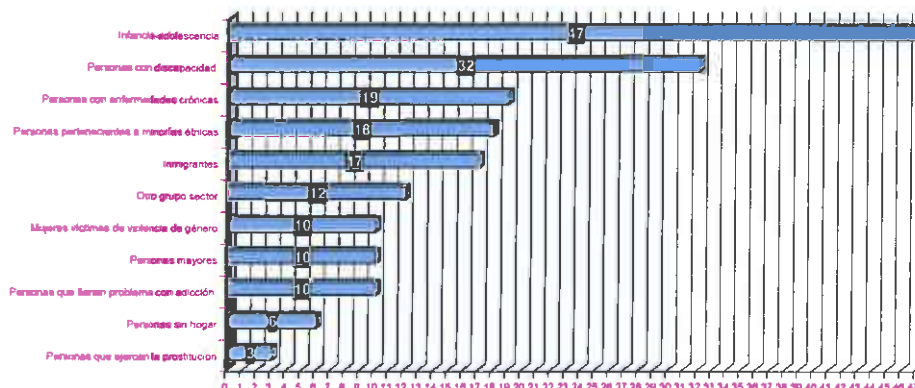 Infancia-adolescencia 47
Personas con discapacidad 32
Personas con enfermedades crónicas 19
Personas pertenecientes a minorías étnicas 18
Inmigrantes 17
Otro grupo sector 12
Mujeres víctimas de violencia de género 10
Personas mayores 10
Personas que tienen problema con adicción 10
Personas sin hogar 6
Personas que ejercen la prostitución 3
0 1 2 3 4 5 6 7 8 9 10 11 12 13 14 15 16 17 18 19 20 21 22 23 24 25 26 27 28 29 30 31 32 33 34 35 36 37 38 39 40 41 42 43 44 45 46